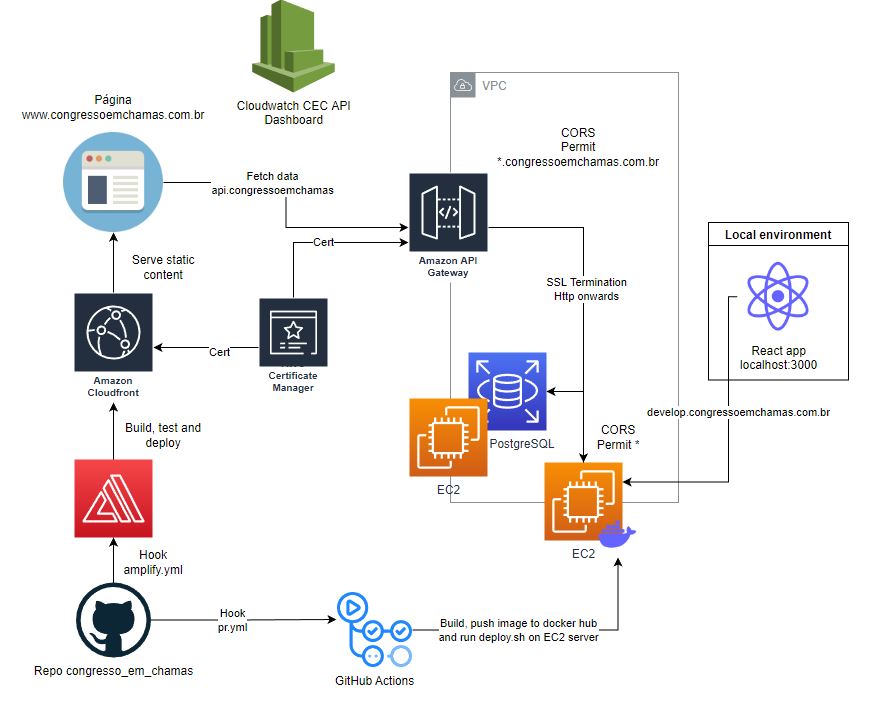 Cloudwatch CEC API
Dashboard
Página
www.congressoemchamas.com.br
VPC
CORS
Permit
*.congressoemchamas.com.br
Fetch data
api.congressoemchamas
Cert
Amazon API
Gateway
Local environment
Serve static
content
SSL Termination
Http onwards
React app
localhost:3000
Cert
Certificate
Manager
Amazon
Cloudfront
develop.congressoemchamas.com.br
Build, test and
deploy
CORS
Permit *
PostgreSQL
EC2
EC2
Hook
amplify.yml
Hook
pr.yml
Build, push image to docker hub
and run deploy.sh on EC2 server
Repo congresso_em_chamas
GitHub Actions